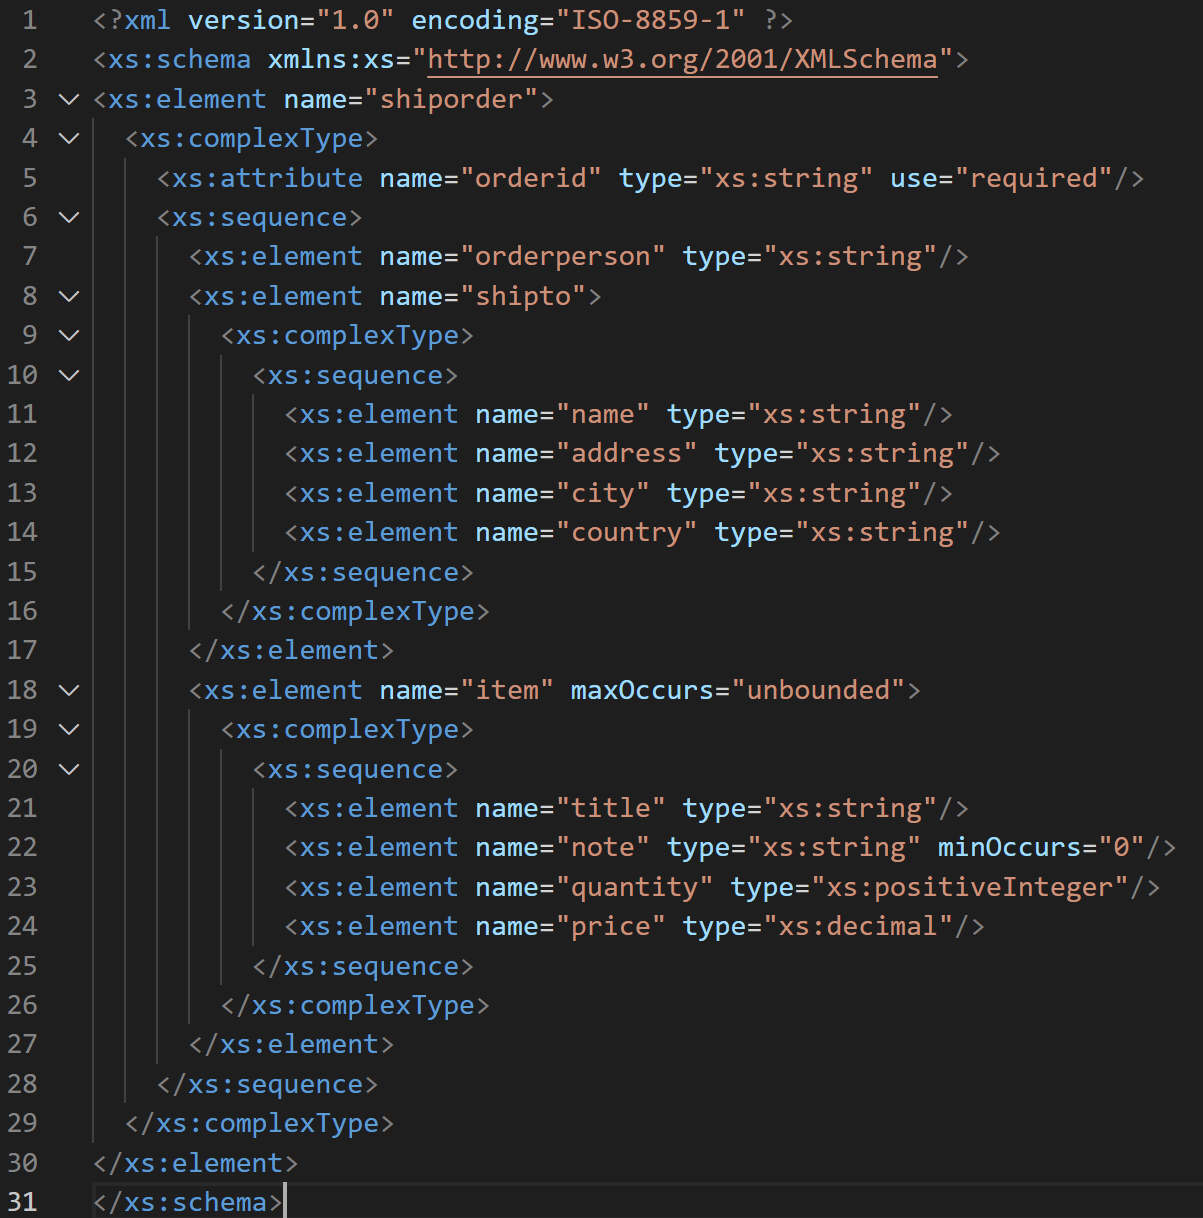 1 <?xml version="1.0" encoding="ISO-8859-1" ?>
2 <xs:schema xmlns:xs="http://www.w3.org/2001/XMLSchema">
3 <xs:element name="shiporder">
4   <xs:complexType>
5     <xs:attribute name="orderid" type="xs:string" use="required"/>
6     <xs:sequence>
7       <xs:element name="orderperson" type="xs:string"/>
8       <xs:element name="shipto">
9         <xs:complexType>
10           <xs:sequence>
11             <xs:element name="name" type="xs:string"/>
12             <xs:element name="address" type="xs:string"/>
13             <xs:element name="city" type="xs:string"/>
14             <xs:element name="country" type="xs:string"/>
15           </xs:sequence>
16         </xs:complexType>
17       </xs:element>
18       <xs:element name="item" maxOccurs="unbounded">
19         <xs:complexType>
20           <xs:sequence>
21             <xs:element name="title" type="xs:string"/>
22             <xs:element name="note" type="xs:string" minOccurs="0"/>
23             <xs:element name="quantity" type="xs:positiveInteger"/>
24             <xs:element name="price" type="xs:decimal"/>
25           </xs:sequence>
26         </xs:complexType>
27       </xs:element>
28     </xs:sequence>
29   </xs:complexType>
30 </xs:element>
31 </xs:schema>